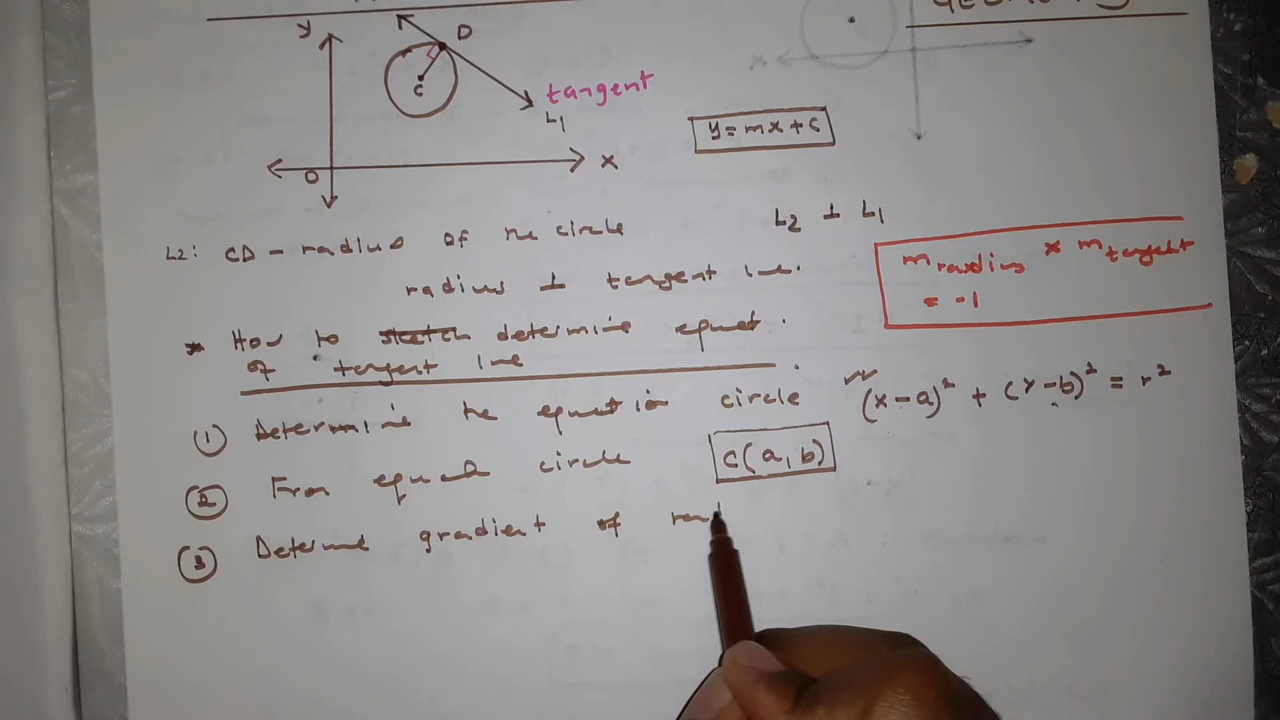 y
D
C
tangent
L1
y = mx + c
x
x
O
L2: CD - radius of the circle L2 ⊥ L1
radius ⊥ tangent line.
m radius × m tangent
= -1
* How to sketch determine equat.
of tangent line
① Determine the equation circle (x-a)² + (y-b)² = r²
② From circle C(a,b)
③ Determine gradient of rad